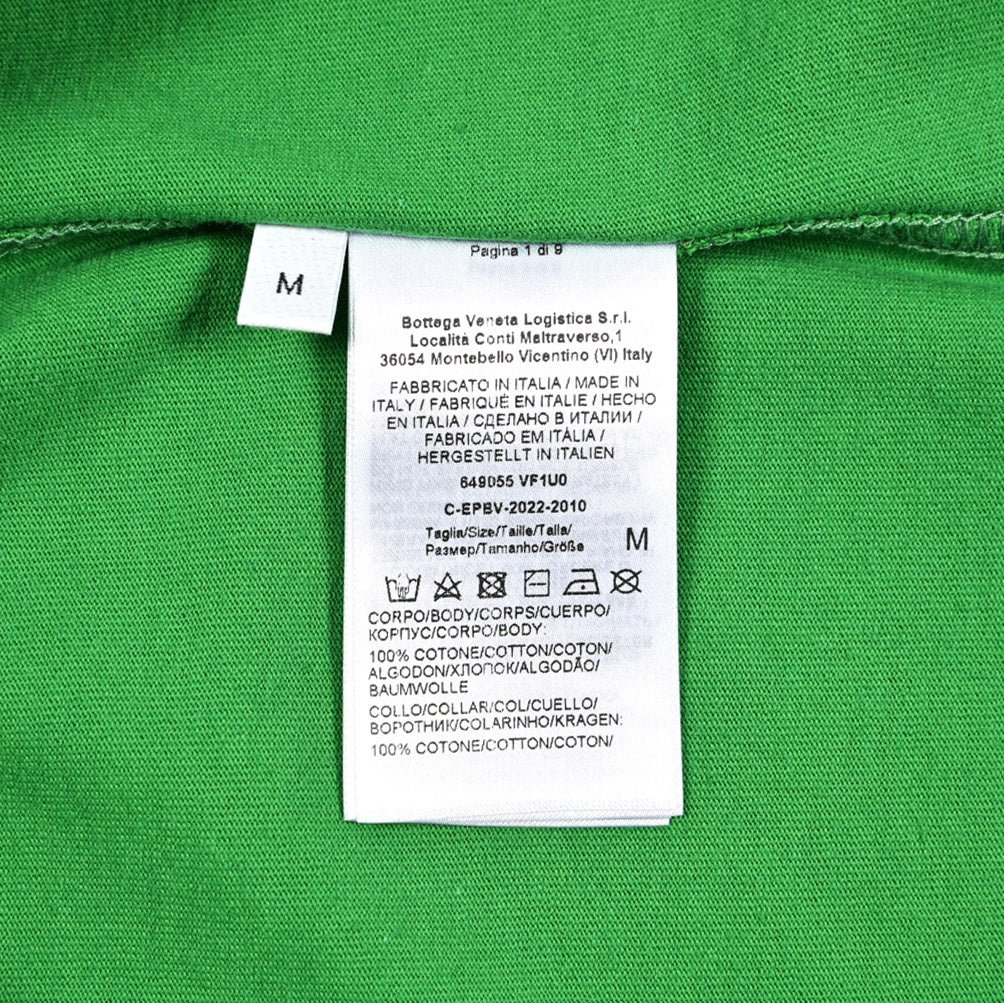 M
Pagina 1 di 9
Bottega Veneta Logistica S.r.l.
Località Conti Maltraverso,1
36054 Montebello Vicentino (VI) Italy
FABBRICATO IN ITALIA / MADE IN
ITALY / FABRIQUÉ EN ITALIE / HECHO
EN ITALIA / СДЕЛАНО В ИТАЛИИ /
FABRICADO EM ITÁLIA /
HERGESTELLT IN ITALIEN
649055 VF1U0
C-EPBV-2022-2010
Taglia/Size/Taille/Talla/
Размер/Tamanho/Größe M
CORPO/BODY/CORPS/CUERPO/
КОРПУС/CORPO/BODY:
100% COTONE/COTTON/COTON/
ALGODON/ХЛОПОК/ALGODÃO/
BAUMWOLLE
COLLO/COLLAR/COL/CUELLO/
ВОРОТНИК/COLARINHO/KRAGEN:
100% COTONE/COTTON/COTON/